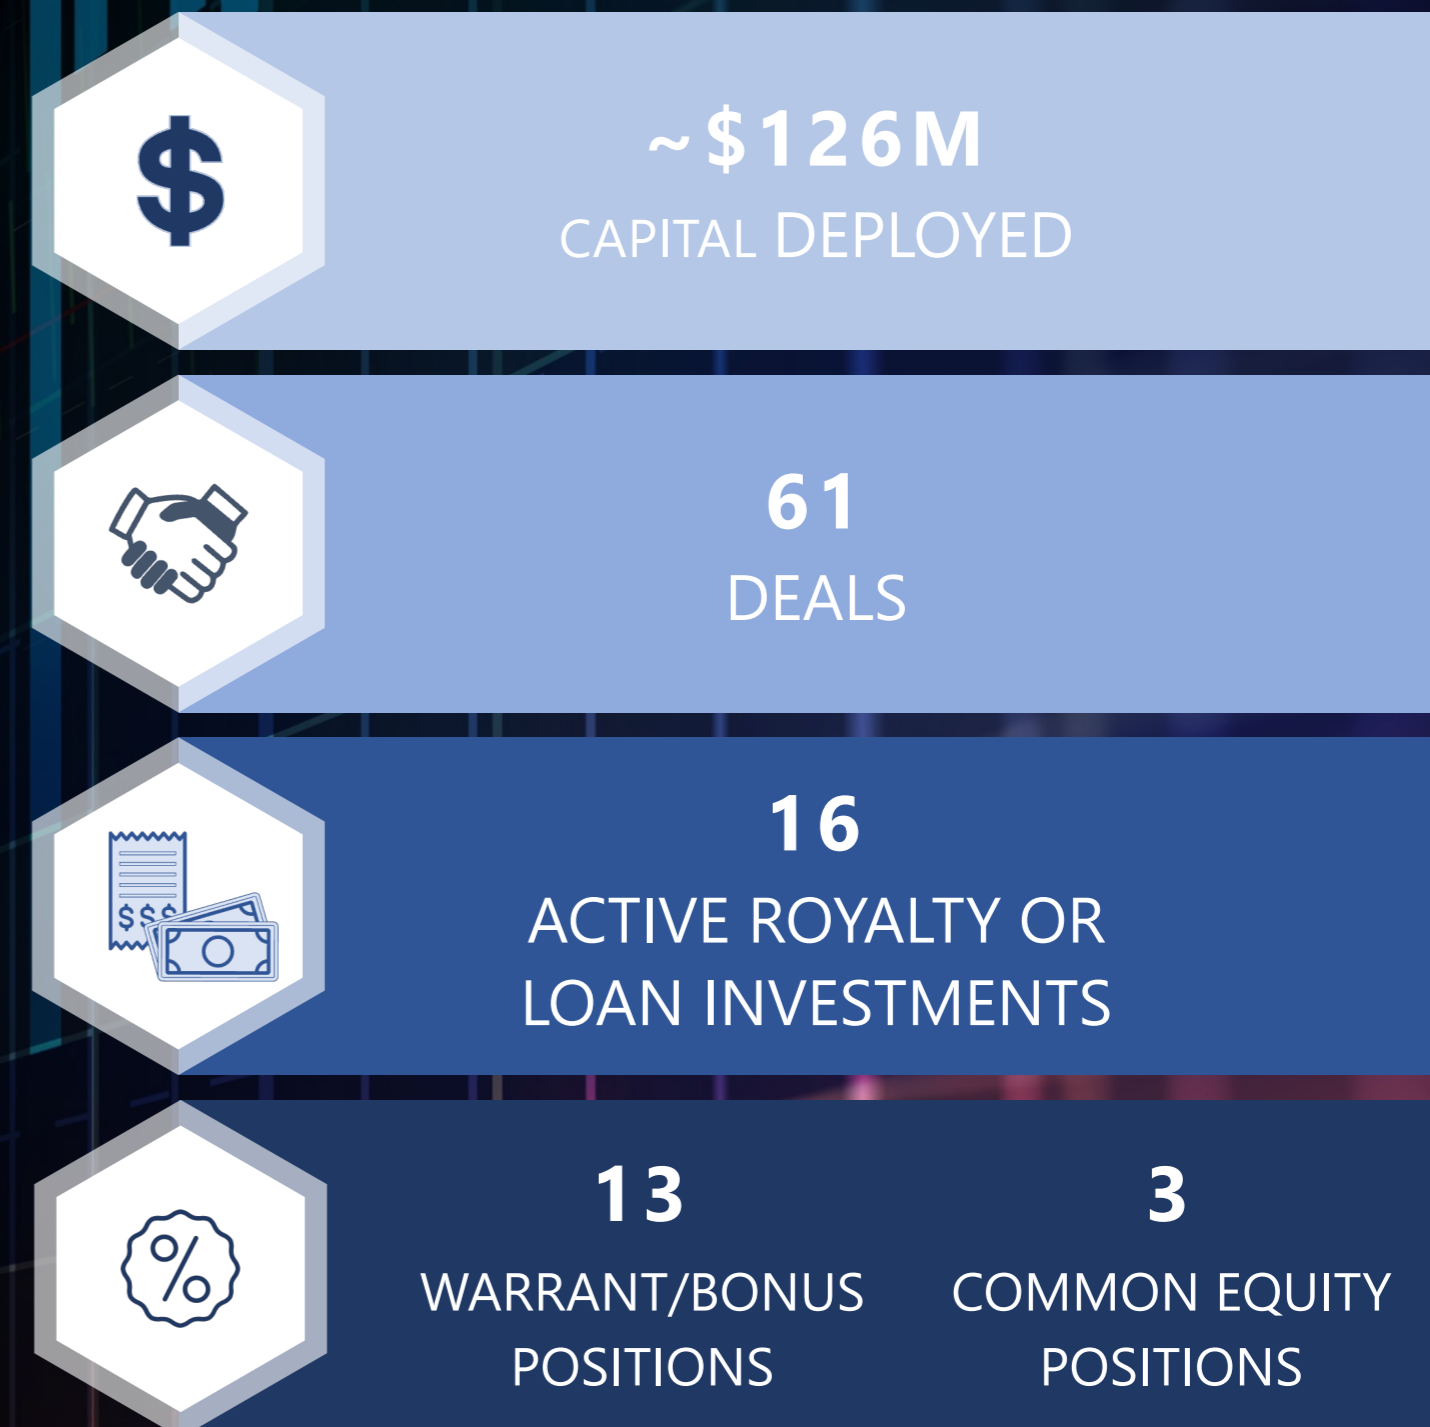 ~$126M
CAPITAL DEPLOYED
61
DEALS
16
ACTIVE ROYALTY OR
LOAN INVESTMENTS
$$$
13
WARRANT/BONUS
POSITIONS
3
COMMON EQUITY
POSITIONS